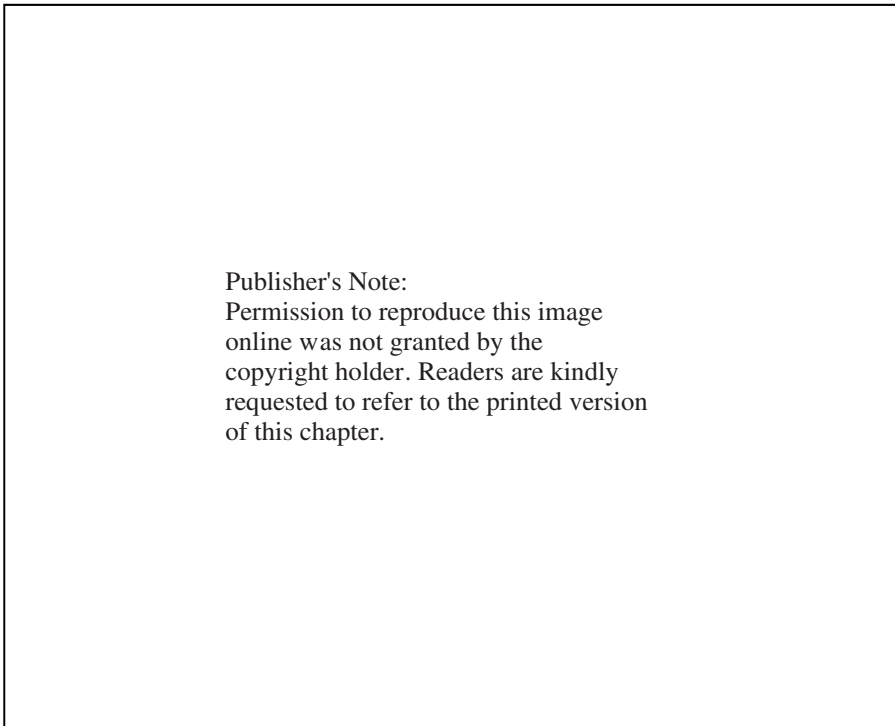 Publisher's Note:
Permission to reproduce this image
online was not granted by the
copyright holder. Readers are kindly
requested to refer to the printed version
of this chapter.